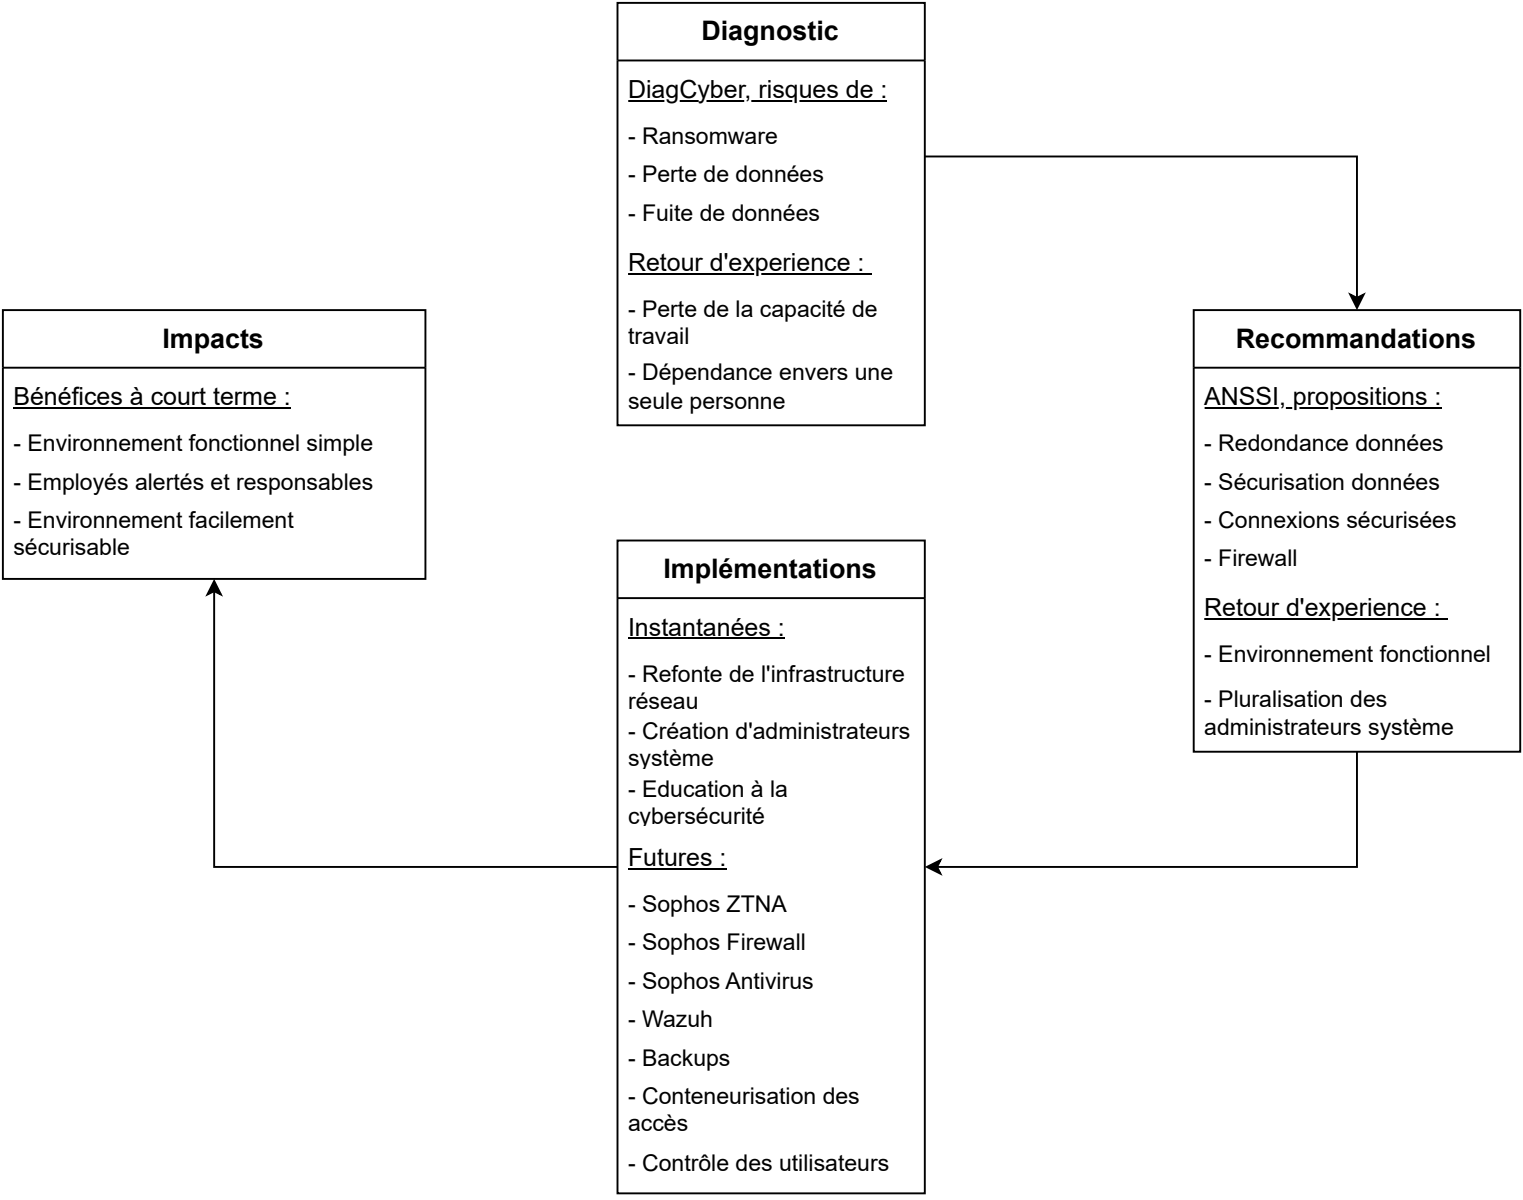 Diagnostic
DiagCyber, risques de :
- Ransomware
- Perte de données
- Fuite de données
Retour d'experience :
- Perte de la capacité de
travail
- Dépendance envers une
seule personne
Recommandations
ANSSI, propositions :
- Redondance données
- Sécurisation données
- Connexions sécurisées
- Firewall
Retour d'experience :
- Environnement fonctionnel
- Pluralisation des
administrateurs système
Implémentations
Instantanées :
- Refonte de l'infrastructure
réseau
- Création d'administrateurs
système
- Education à la
cybersécurité
Futures :
- Sophos ZTNA
- Sophos Firewall
- Sophos Antivirus
- Wazuh
- Backups
- Conteneurisation des
accès
- Contrôle des utilisateurs
Impacts
Bénéfices à court terme :
- Environnement fonctionnel simple
- Employés alertés et responsables
- Environnement facilement
sécurisable